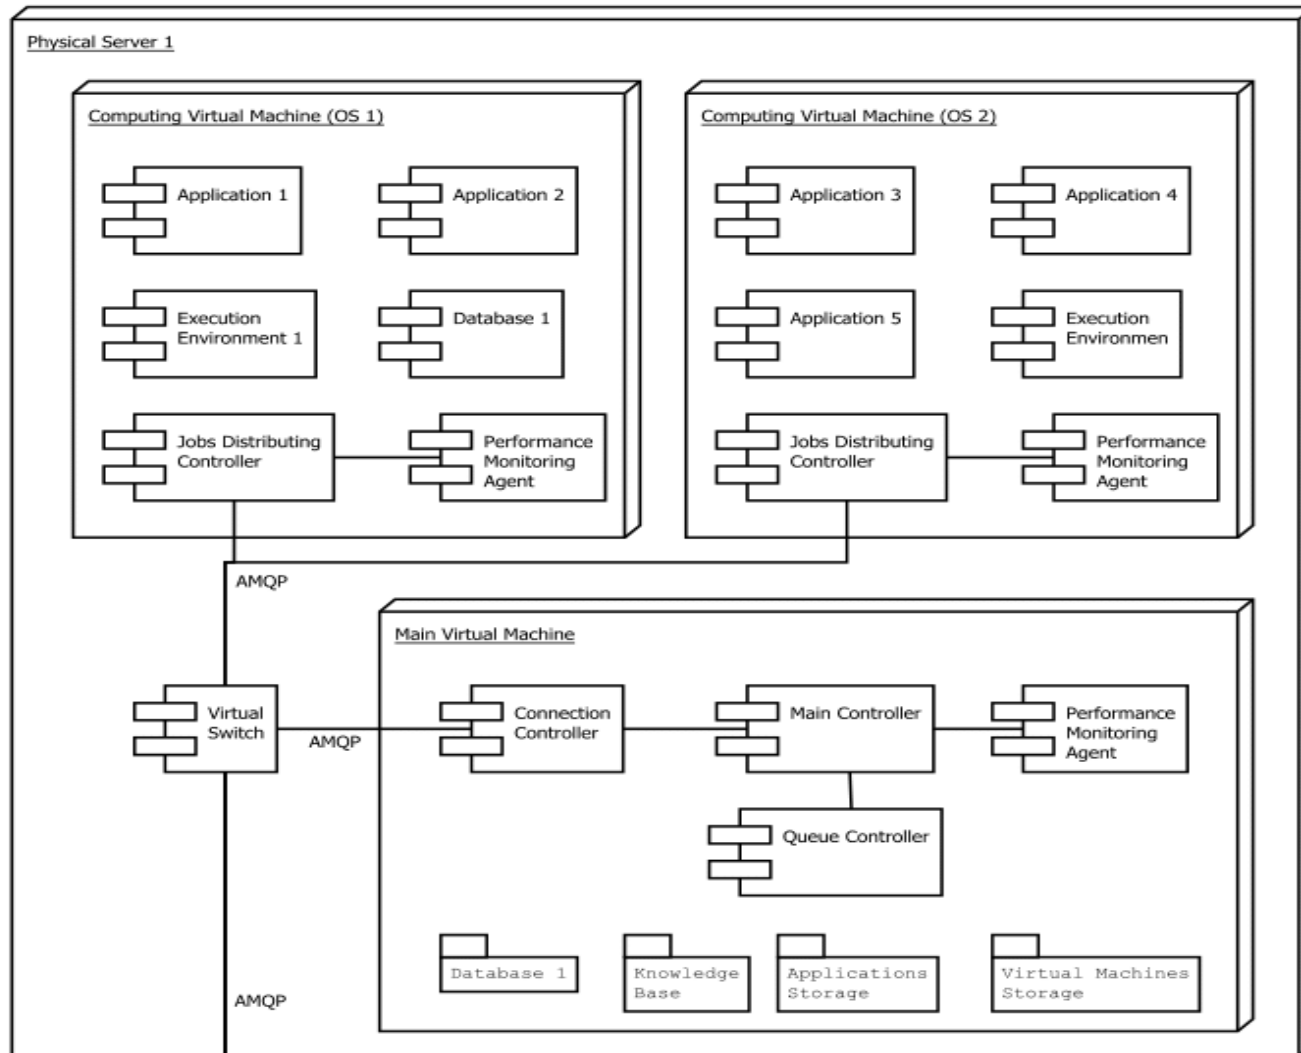 Physical Server 1
Computing Virtual Machine (OS 1)
Application 1
Application 2
Execution
Environment 1
Database 1
Jobs Distributing
Controller
Performance
Monitoring
Agent
Computing Virtual Machine (OS 2)
Application 3
Application 4
Application 5
Execution
Environmen
Jobs Distributing
Controller
Performance
Monitoring
Agent
AMQP
Main Virtual Machine
Virtual
Switch
AMQP
Connection
Controller
Main Controller
Performance
Monitoring
Agent
Queue Controller
Database 1
Knowledge
Base
Applications
Storage
Virtual Machines
Storage
AMQP